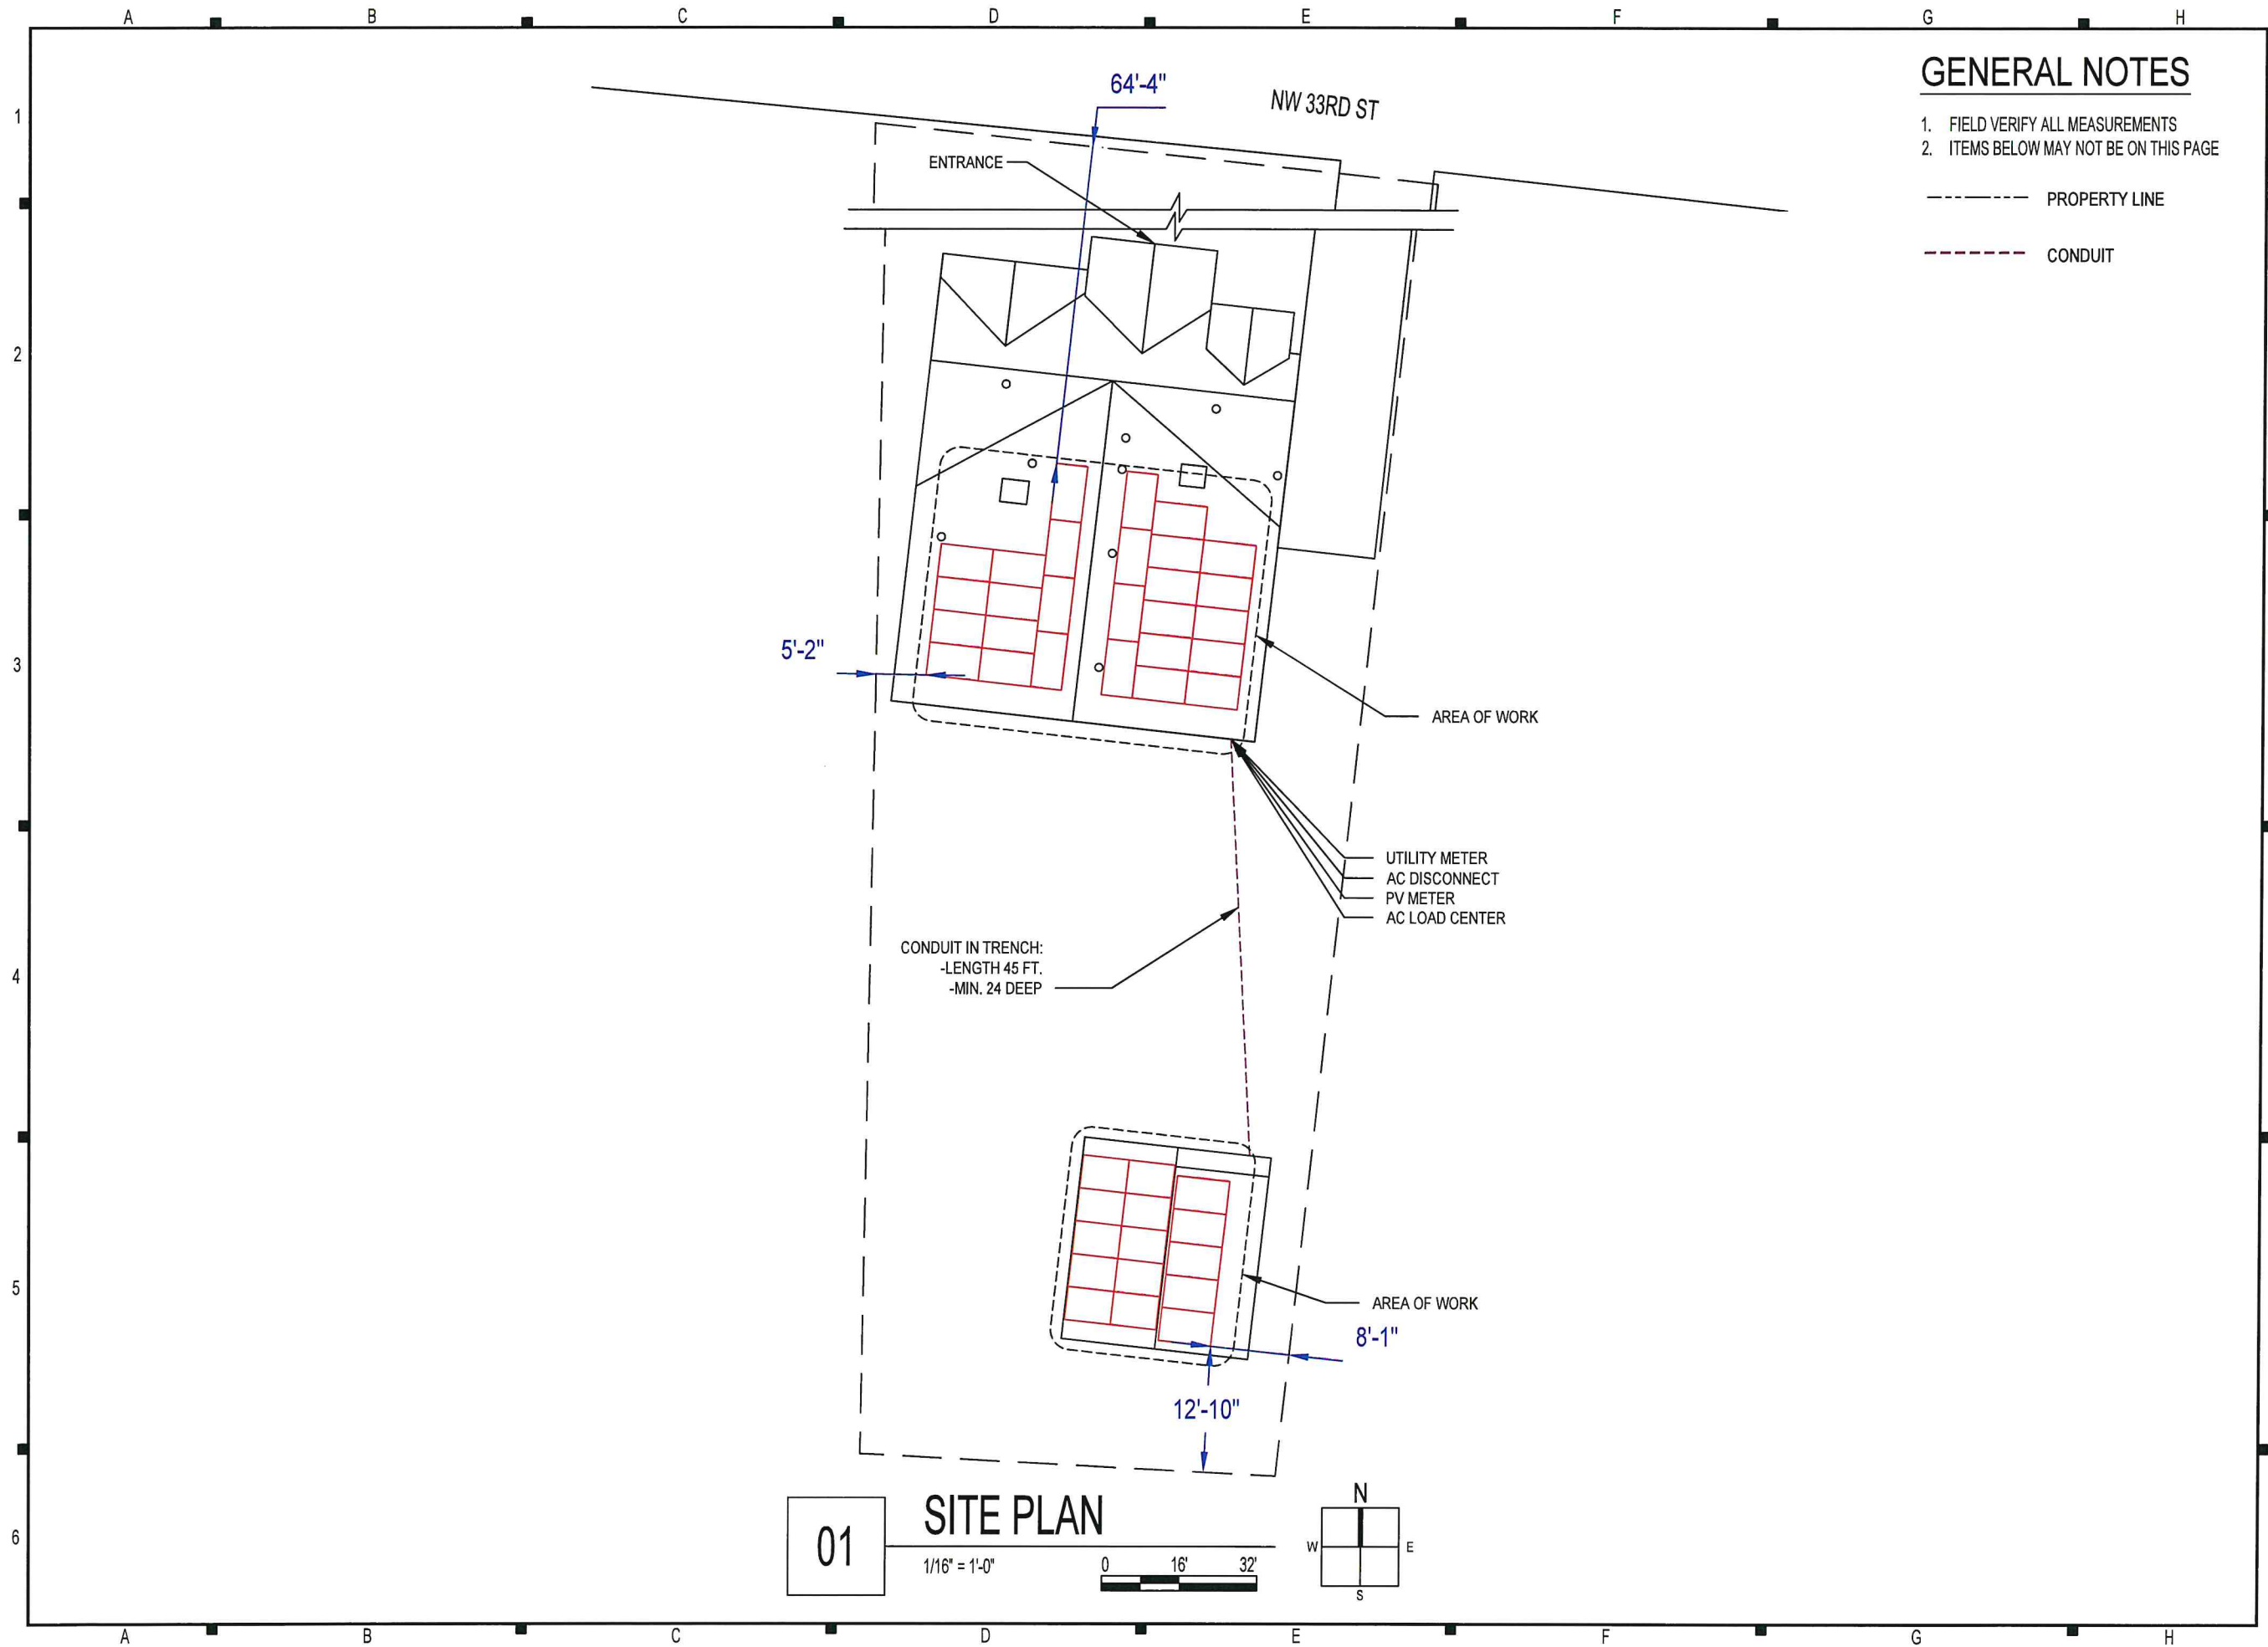 A B C D E F G H
GENERAL NOTES
1. FIELD VERIFY ALL MEASUREMENTS
2. ITEMS BELOW MAY NOT BE ON THIS PAGE
PROPERTY LINE
CONDUIT
1
2
3
4
5
6
64'-4"
NW 33RD ST
ENTRANCE
5'-2"
AREA OF WORK
UTILITY METER
AC DISCONNECT
PV METER
AC LOAD CENTER
CONDUIT IN TRENCH:
-LENGTH 45 FT.
-MIN. 24 DEEP
AREA OF WORK
8'-1"
12'-10"
01
SITE PLAN
1/16" = 1'-0"
0 16' 32'
N
W E
S
A B C D E F G H